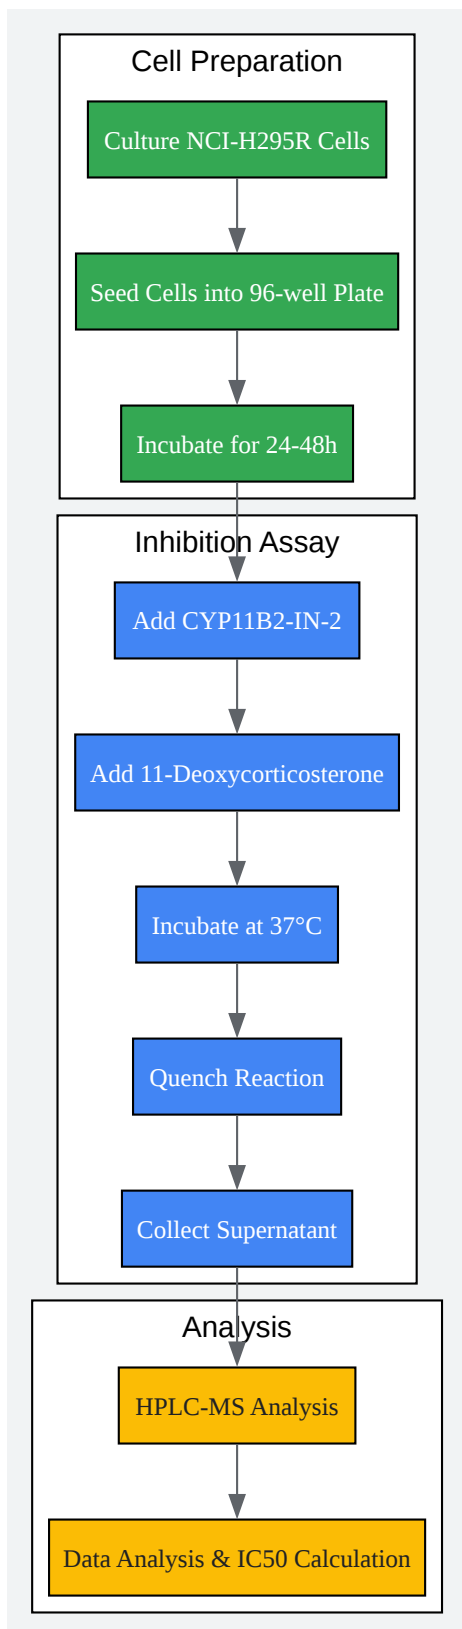 Cell Preparation
Culture NCI-H295R Cells
Seed Cells into 96-well Plate
Incubate for 24-48h
Inhibition Assay
Add CYP11B2-IN-2
Add 11-Deoxycorticosterone
Incubate at 37°C
Quench Reaction
Collect Supernatant
Analysis
HPLC-MS Analysis
Data Analysis & IC50 Calculation